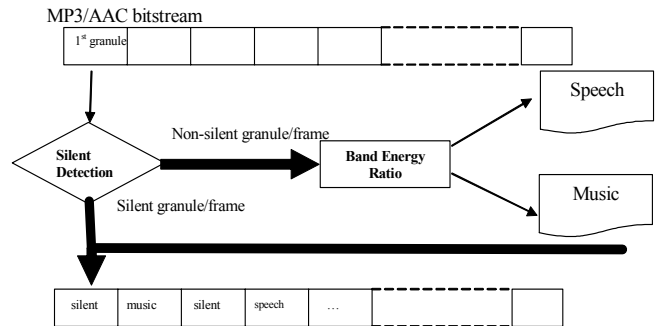 MP3/AAC bitstream
1st granule
Speech
Non-silent granule/frame
Silent
Detection
Band Energy
Ratio
Music
Silent granule/frame
silent
music
silent
speech
…